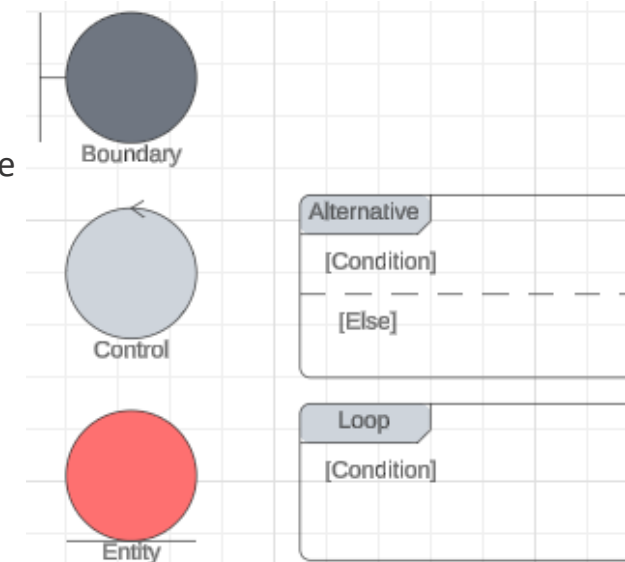 Boundary
e
Control
Entity
Alternative
[Condition]
[Else]
Loop
[Condition]